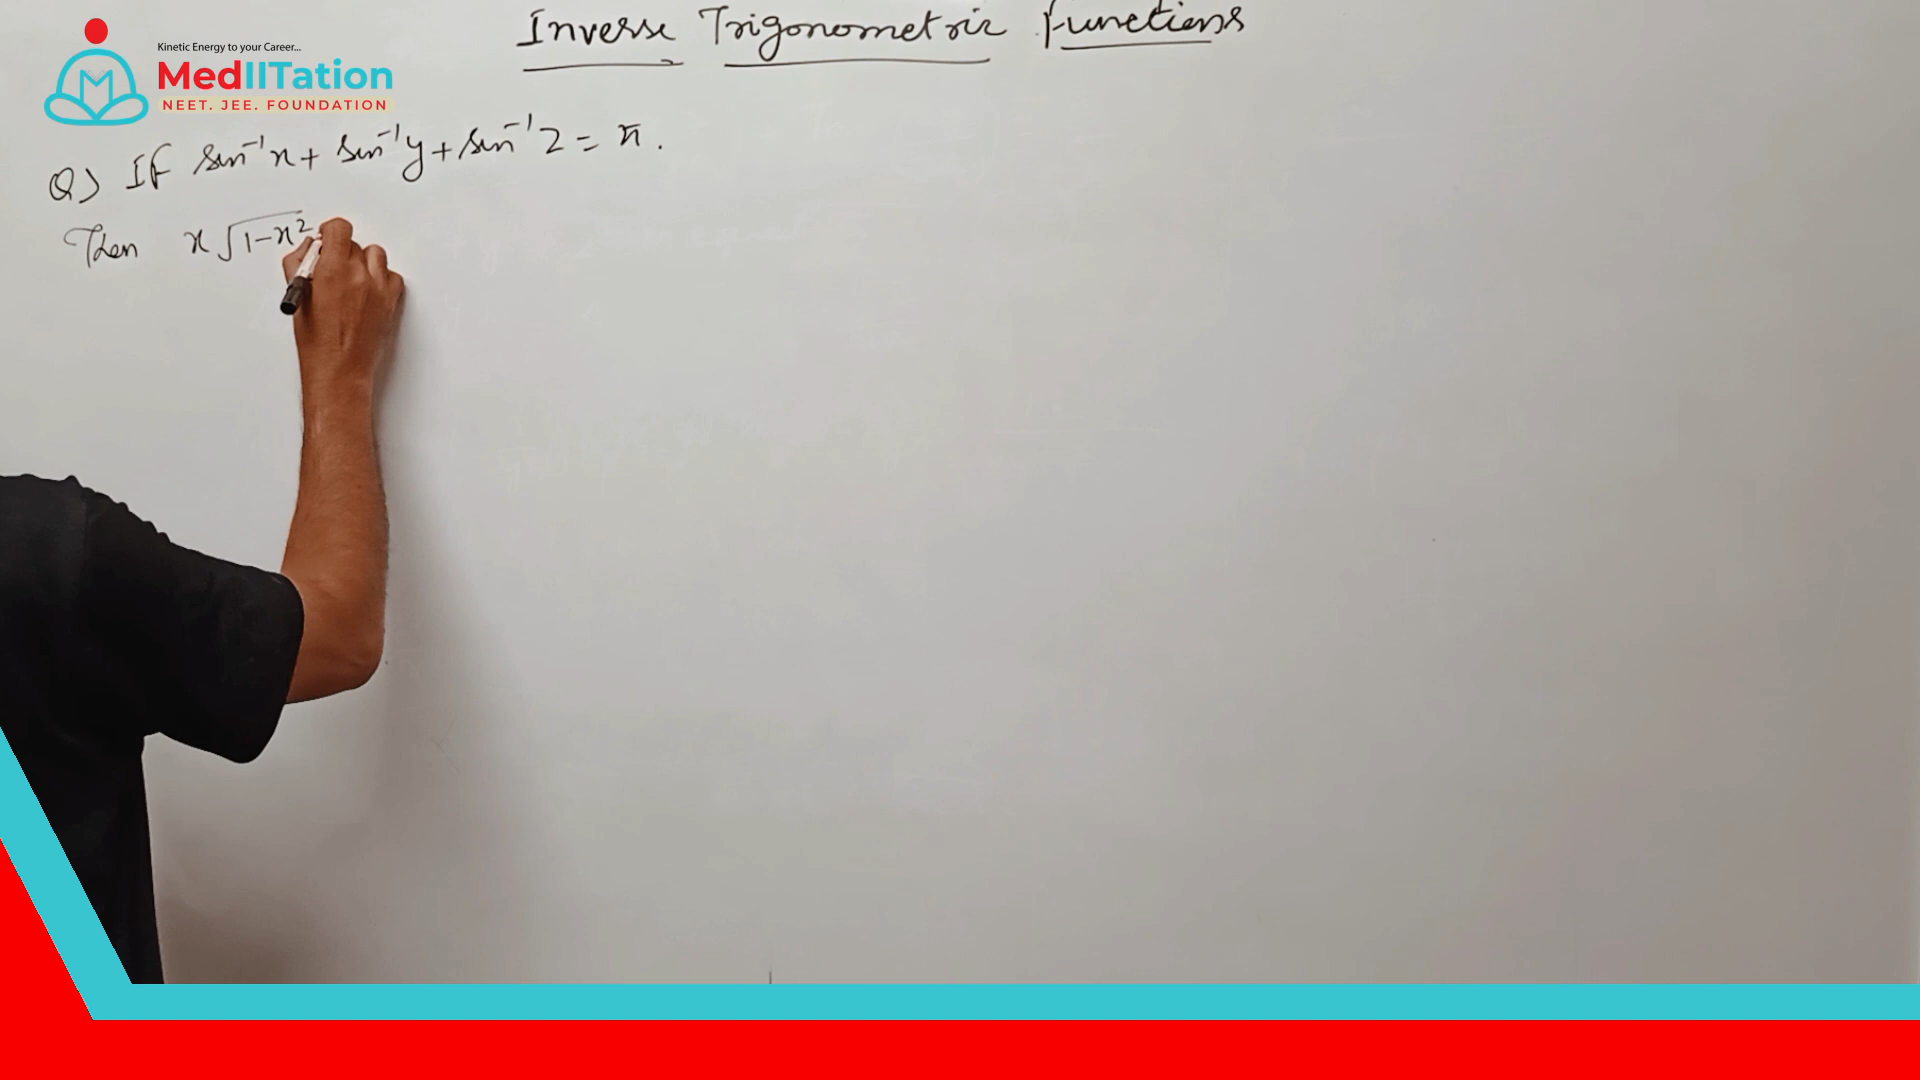 Inverse Trigonometric Functions
Kinetic Energy to your Career...
MedIITation
NEET. JEE. FOUNDATION
Q) If sin⁻¹x + sin⁻¹y + sin⁻¹z = π.
Then x√1-x²